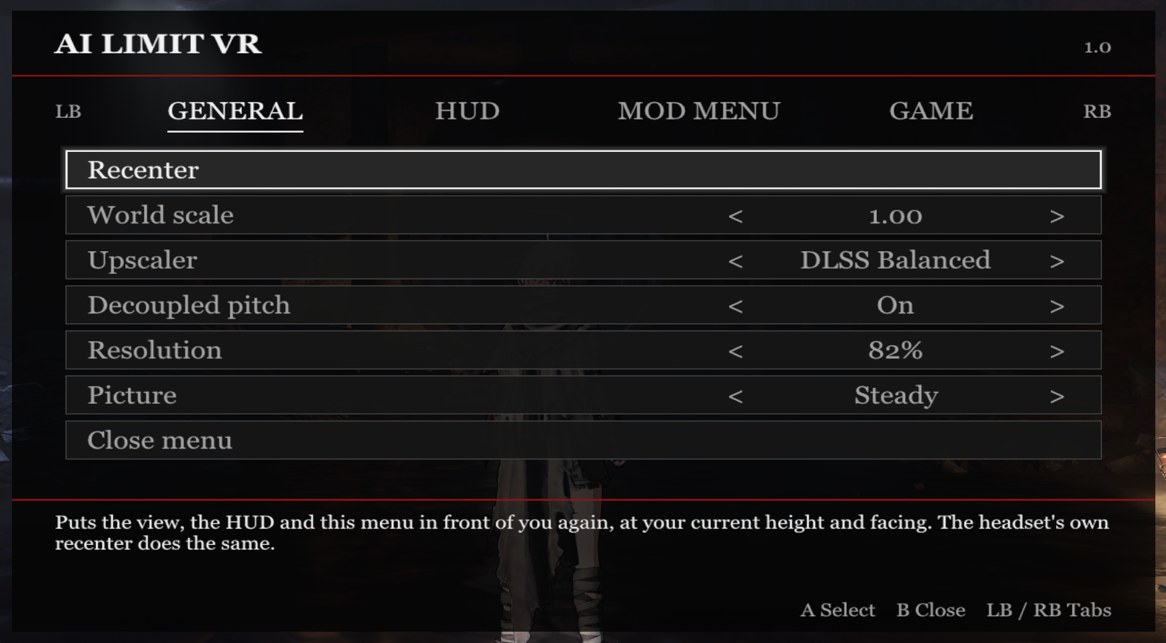 AI LIMIT VR
1.0
LB GENERAL HUD MOD MENU GAME RB
Recenter
World scale < 1.00 >
Upscaler < DLSS Balanced >
Decoupled pitch < On >
Resolution < 82% >
Picture < Steady >
Close menu
Puts the view, the HUD and this menu in front of you again, at your current height and facing. The headset's own
recenter does the same.
A Select B Close LB / RB Tabs